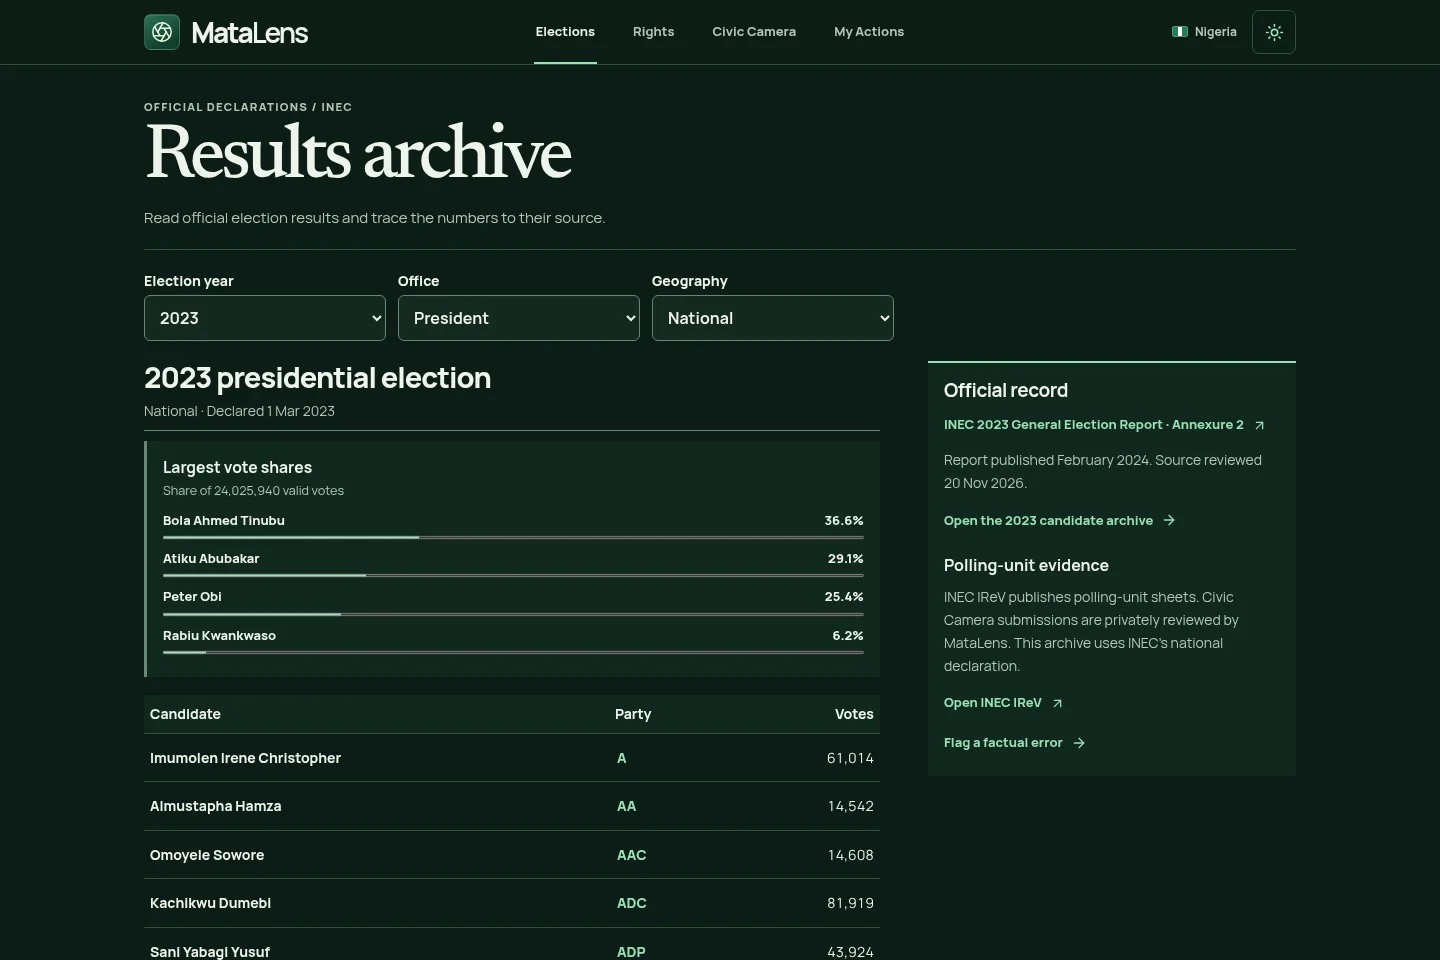 MataLens
Elections
Rights
Civic Camera
My Actions
Nigeria
OFFICIAL DECLARATIONS / INEC
Results archive
Read official election results and trace the numbers to their source.
Election year
Office
Geography
2023
President
National
2023 presidential election
National · Declared 1 Mar 2023
Largest vote shares
Share of 24,025,940 valid votes
Bola Ahmed Tinubu 36.6%
Atiku Abubakar 29.1%
Peter Obi 25.4%
Rabiu Kwankwaso 6.2%
Candidate Party Votes
Imumolen Irene Christopher A 61,014
Almustapha Hamza AA 14,542
Omoyele Sowore AAC 14,608
Kachikwu Dumebi ADC 81,919
Sani Yabagi Yusuf ADP 43,924
Official record
INEC 2023 General Election Report · Annexure 2
Report published February 2024. Source reviewed
20 Nov 2026.
Open the 2023 candidate archive
Polling-unit evidence
INEC IReV publishes polling-unit sheets. Civic
Camera submissions are privately reviewed by
MataLens. This archive uses INEC's national
declaration.
Open INEC IReV
Flag a factual error